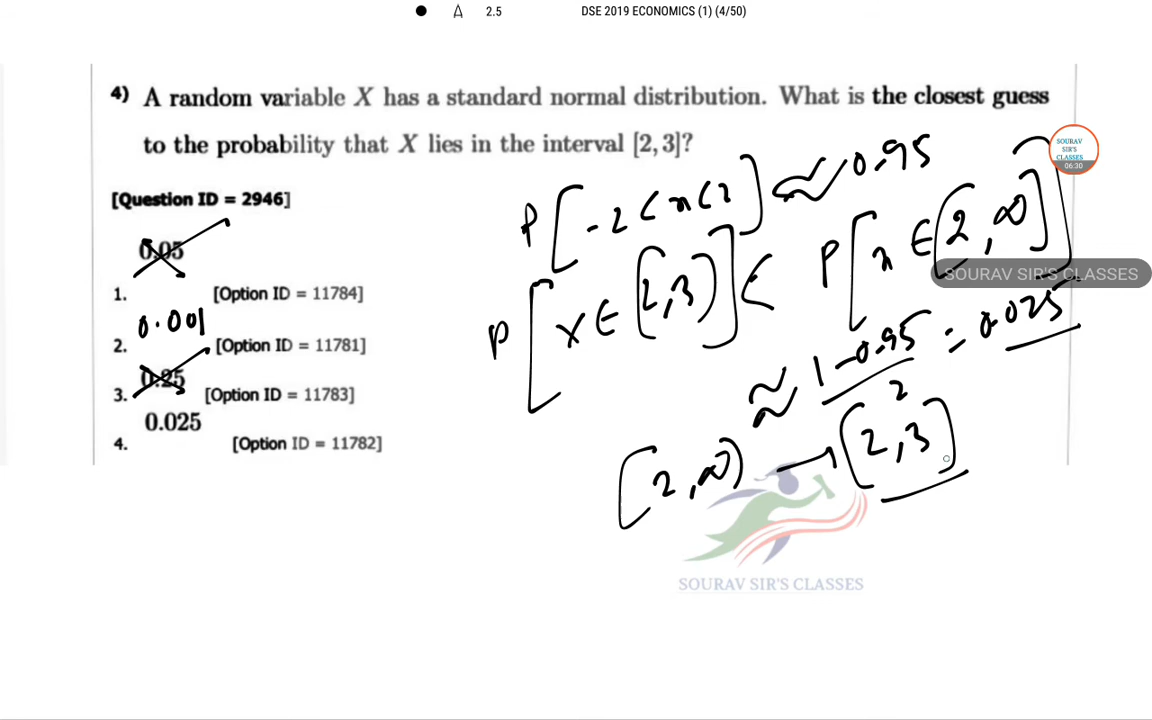 2.5 DSE 2019 ECONOMICS (1) (4/50)
4) A random variable X has a standard normal distribution. What is the closest guess
to the probability that X lies in the interval [2, 3]?
SOURAV SIR'S CLASSES 06:30
[Question ID = 2946]
P[-2<x<2] ≈ 0.95
0.05
1. [Option ID = 11784]
P[X ∈ [2,3]] < P[x ∈ [2,∞]]
SOURAV SIR'S CLASSES
0.001
2. [Option ID = 11781]
≈ 1-0.95/2 = 0.025
0.25
3. [Option ID = 11783]
0.025
4. [Option ID = 11782]
[2,∞) → [2,3]
SOURAV SIR'S CLASSES